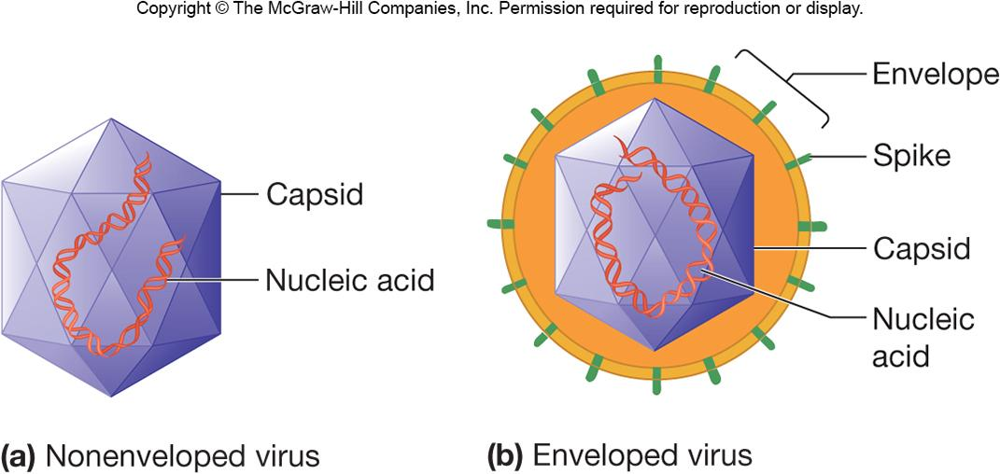 Copyright © The McGraw-Hill Companies, Inc. Permission required for reproduction or display.
Capsid
Nucleic acid
(a) Nonenveloped virus
Envelope
Spike
Capsid
Nucleic
acid
(b) Enveloped virus